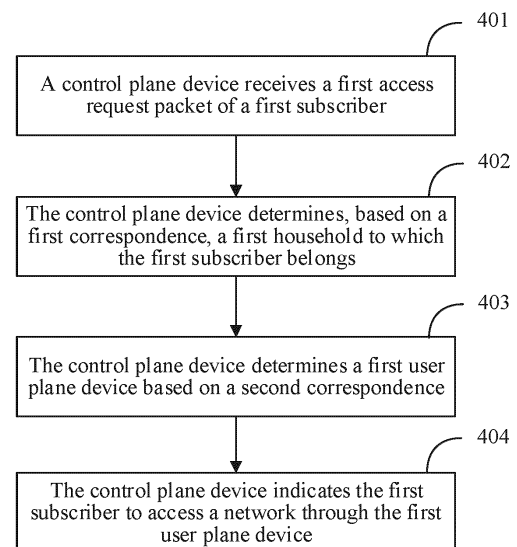 401
A control plane device receives a first access
request packet of a first subscriber
402
The control plane device determines, based on a
first correspondence, a first household to which
the first subscriber belongs
403
The control plane device determines a first user
plane device based on a second correspondence
404
The control plane device indicates the first
subscriber to access a network through the first
user plane device